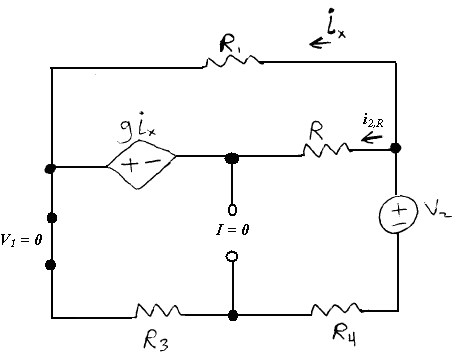 iₓ
R₁
i₂,R
giₓ
R
+ −
+
−
V₂
I = 0
V₁ = 0
R₃
R₄